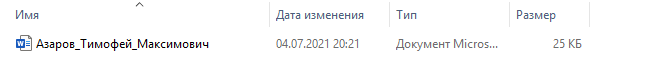 Имя Дата изменения Тип Размер
Азаров_Тимофей_Максимович 04.07.2021 20:21 Документ Micros... 25 КБ